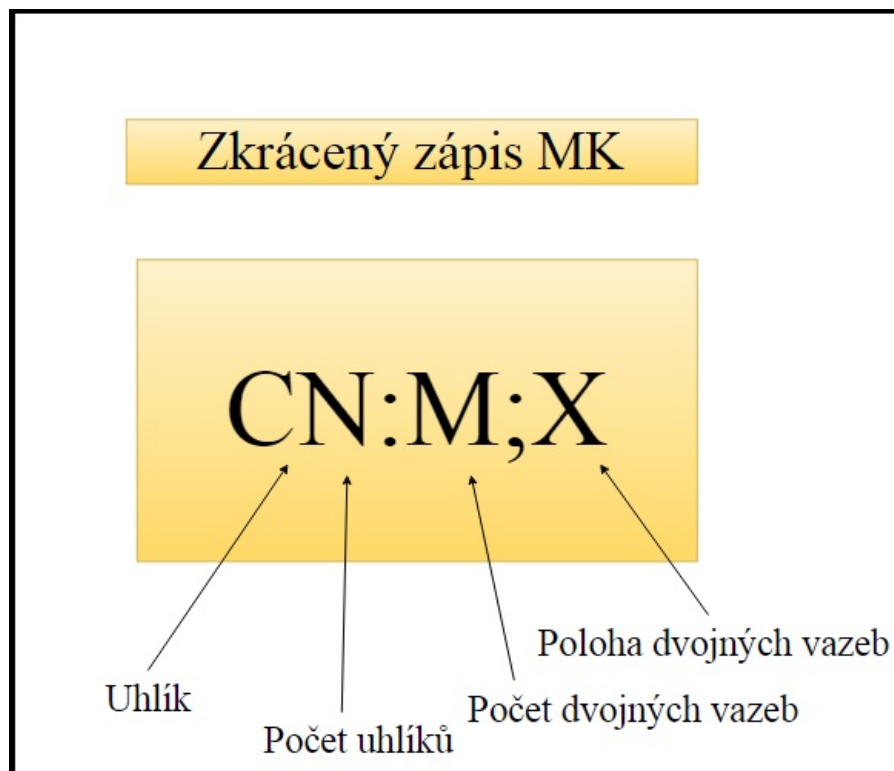 Zkrácený zápis MK
CN:M;X
Poloha dvojných vazeb
Uhlík
Počet dvojných vazeb
Počet uhlíků